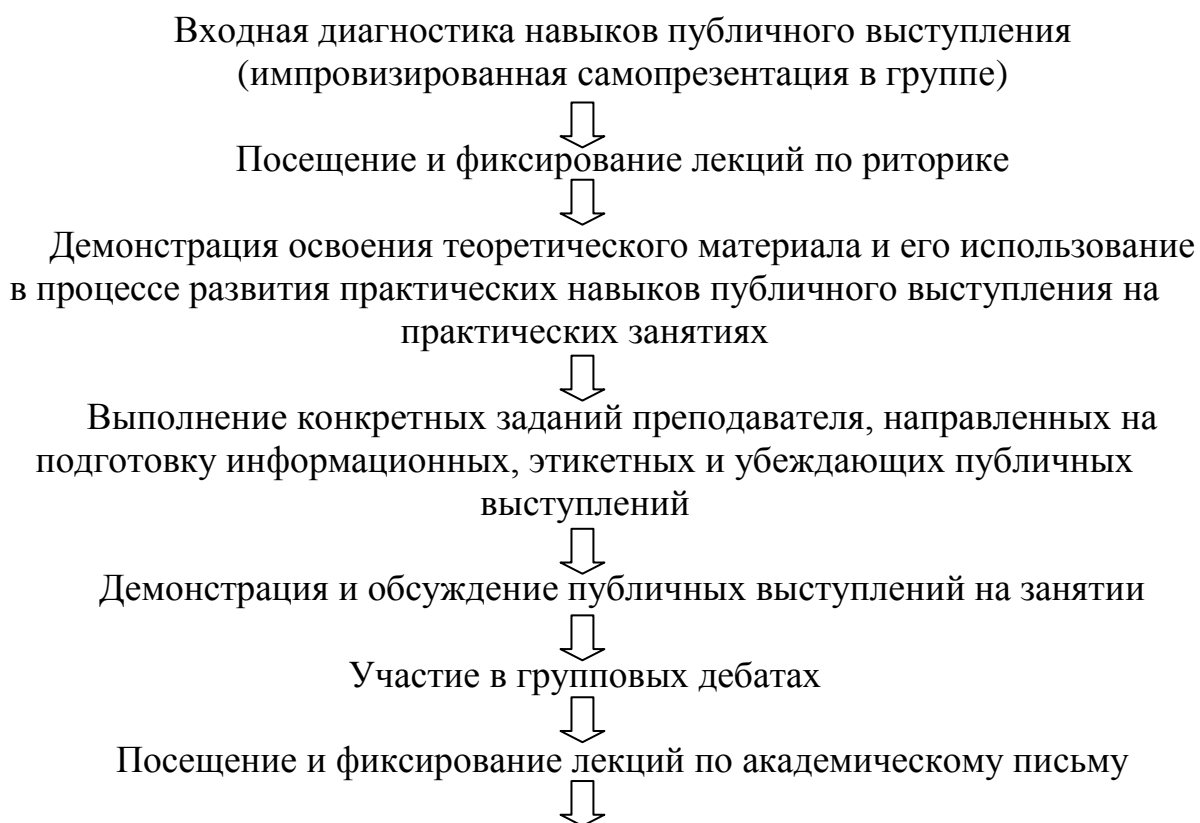 Входная диагностика навыков публичного выступления
(импровизированная самопрезентация в группе)
Посещение и фиксирование лекций по риторике
Демонстрация освоения теоретического материала и его использование
в процессе развития практических навыков публичного выступления на
практических занятиях
Выполнение конкретных заданий преподавателя, направленных на
подготовку информационных, этикетных и убеждающих публичных
выступлений
Демонстрация и обсуждение публичных выступлений на занятии
Участие в групповых дебатах
Посещение и фиксирование лекций по академическому письму